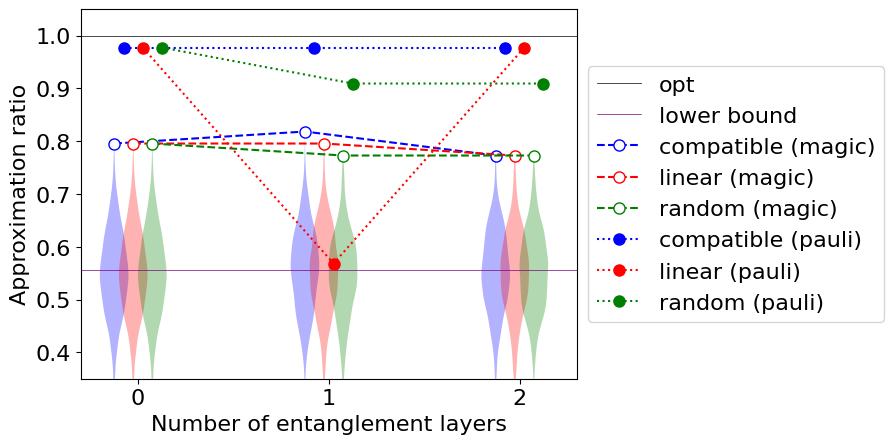 1.0
0.9
0.8
0.7
0.6
0.5
0.4
Approximation ratio
0
1
2
Number of entanglement layers
opt
lower bound
compatible (magic)
linear (magic)
random (magic)
compatible (pauli)
linear (pauli)
random (pauli)